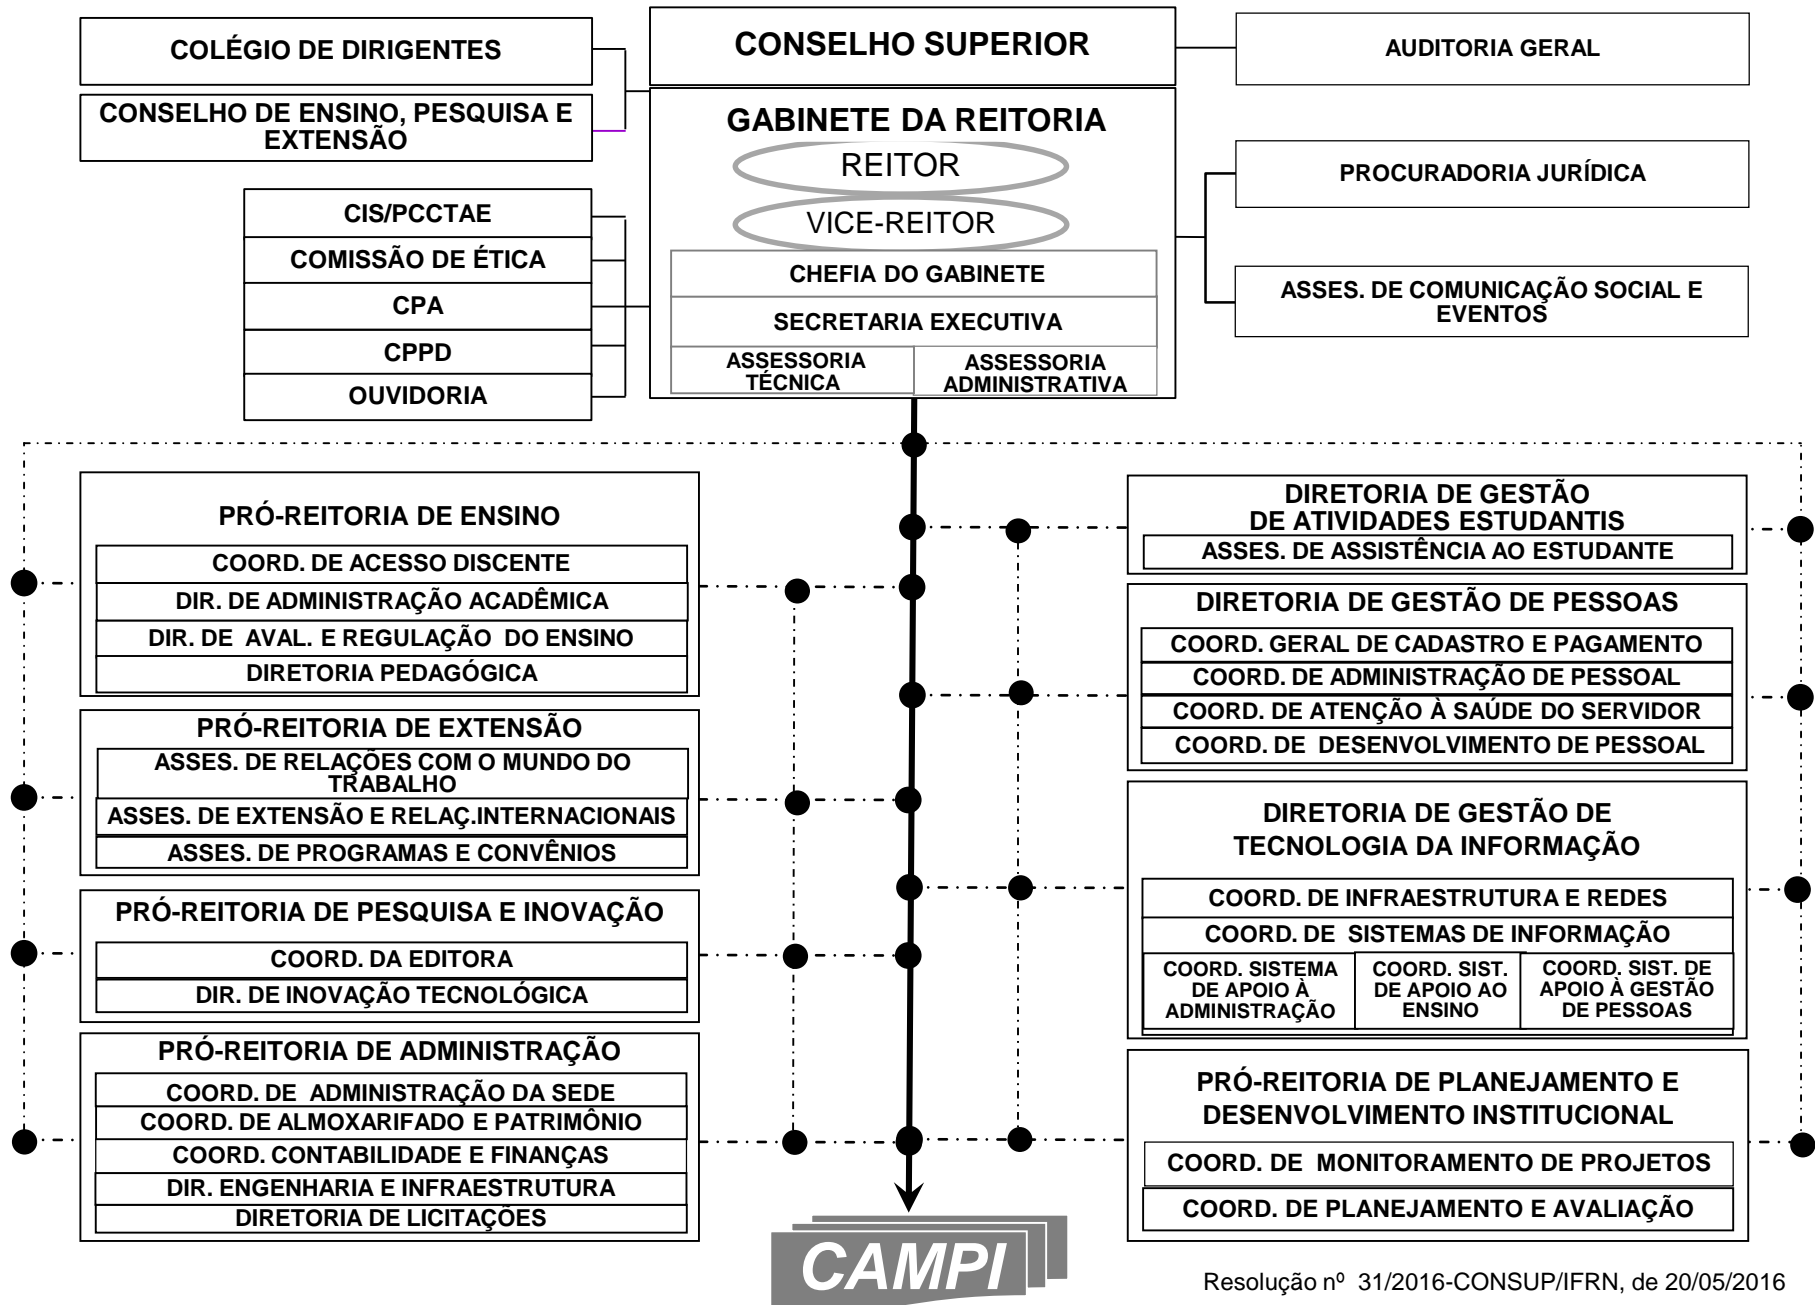 COLÉGIO DE DIRIGENTES
CONSELHO DE ENSINO, PESQUISA E
EXTENSÃO
CONSELHO SUPERIOR
AUDITORIA GERAL
GABINETE DA REITORIA
REITOR
VICE-REITOR
CHEFIA DO GABINETE
SECRETARIA EXECUTIVA
ASSESSORIA
TÉCNICA
ASSESSORIA
ADMINISTRATIVA
PROCURADORIA JURÍDICA
ASSES. DE COMUNICAÇÃO SOCIAL E
EVENTOS
CIS/PCCTAE
COMISSÃO DE ÉTICA
CPA
CPPD
OUVIDORIA
PRÓ-REITORIA DE ENSINO
COORD. DE ACESSO DISCENTE
DIR. DE ADMINISTRAÇÃO ACADÊMICA
DIR. DE AVAL. E REGULAÇÃO DO ENSINO
DIRETORIA PEDAGÓGICA
PRÓ-REITORIA DE EXTENSÃO
ASSES. DE RELAÇÕES COM O MUNDO DO
TRABALHO
ASSES. DE EXTENSÃO E RELAÇ.INTERNACIONAIS
ASSES. DE PROGRAMAS E CONVÊNIOS
PRÓ-REITORIA DE PESQUISA E INOVAÇÃO
COORD. DA EDITORA
DIR. DE INOVAÇÃO TECNOLÓGICA
PRÓ-REITORIA DE ADMINISTRAÇÃO
COORD. DE ADMINISTRAÇÃO DA SEDE
COORD. DE ALMOXARIFADO E PATRIMÔNIO
COORD. CONTABILIDADE E FINANÇAS
DIR. ENGENHARIA E INFRAESTRUTURA
DIRETORIA DE LICITAÇÕES
DIRETORIA DE GESTÃO
DE ATIVIDADES ESTUDANTIS
ASSES. DE ASSISTÊNCIA AO ESTUDANTE
DIRETORIA DE GESTÃO DE PESSOAS
COORD. GERAL DE CADASTRO E PAGAMENTO
COORD. DE ADMINISTRAÇÃO DE PESSOAL
COORD. DE ATENÇÃO À SAÚDE DO SERVIDOR
COORD. DE DESENVOLVIMENTO DE PESSOAL
DIRETORIA DE GESTÃO DE
TECNOLOGIA DA INFORMAÇÃO
COORD. DE INFRAESTRUTURA E REDES
COORD. DE SISTEMAS DE INFORMAÇÃO
COORD. SISTEMA
DE APOIO À
ADMINISTRAÇÃO
COORD. SIST.
DE APOIO AO
ENSINO
COORD. SIST. DE
APOIO À GESTÃO
DE PESSOAS
PRÓ-REITORIA DE PLANEJAMENTO E
DESENVOLVIMENTO INSTITUCIONAL
COORD. DE MONITORAMENTO DE PROJETOS
COORD. DE PLANEJAMENTO E AVALIAÇÃO
CAMPI
Resolução nº 31/2016-CONSUP/IFRN, de 20/05/2016